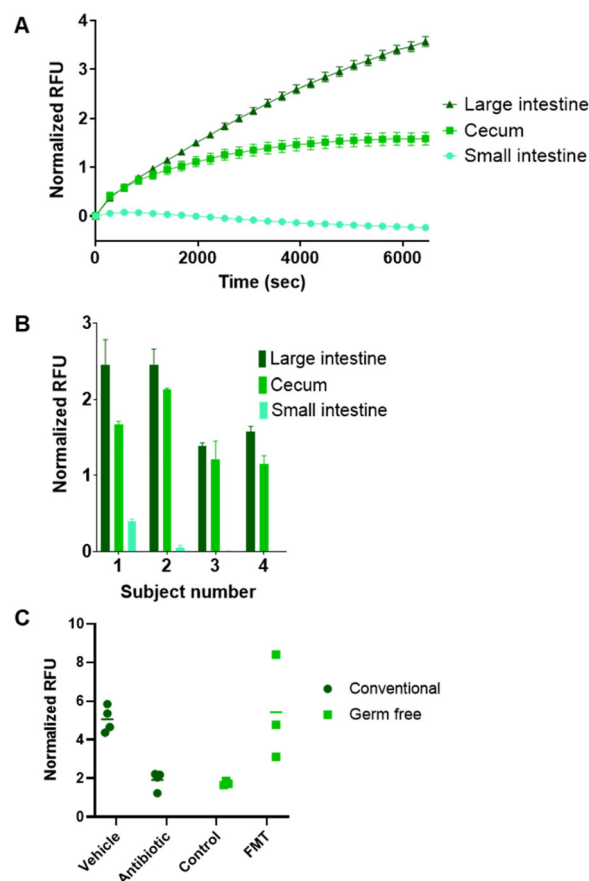 A
Normalized RFU
4
3
2
1
0
0 2000 4000 6000
Time (sec)
Large intestine
Cecum
Small intestine
B
Normalized RFU
3
2
1
0
1 2 3 4
Subject number
Large intestine
Cecum
Small intestine
C
Normalized RFU
10
8
6
4
2
0
Vehicle
Antibiotic
Control
FMT
Conventional
Germ free